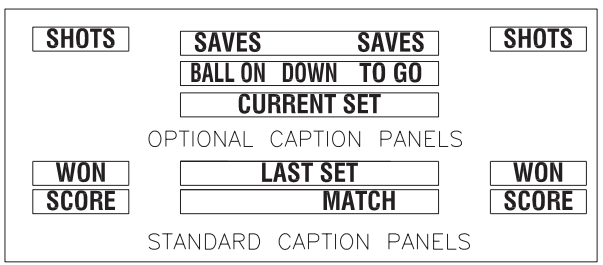 SHOTS SAVES SAVES SHOTS
BALL ON DOWN TO GO
CURRENT SET
OPTIONAL CAPTION PANELS
WON LAST SET WON
SCORE MATCH SCORE
STANDARD CAPTION PANELS